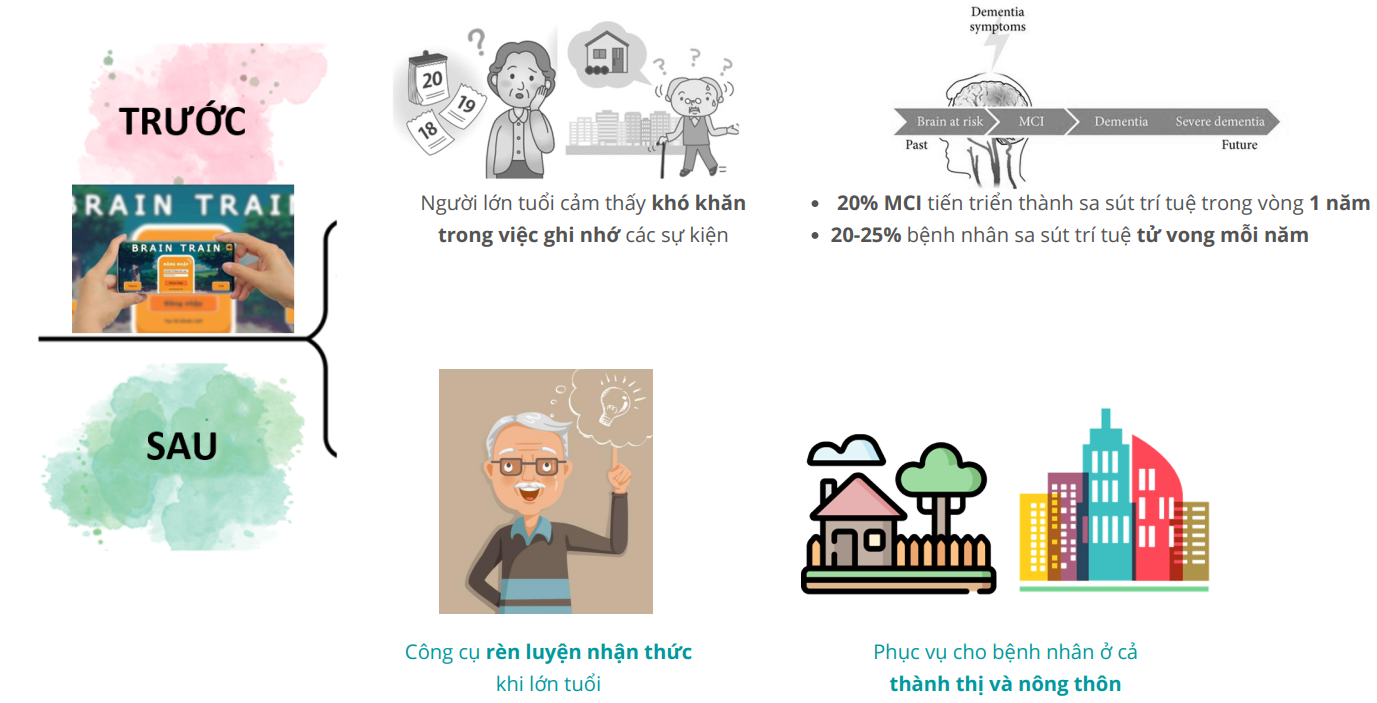 TRƯỚC
BRAIN TRAI
BRAIN TRAIN
ĐĂNG NHẬP
20
19
18
? ? ? ?
Người lớn tuổi cảm thấy khó khăn
trong việc ghi nhớ các sự kiện
Dementia
symptoms
Brain at risk MCI Dementia Severe dementia
Past Future
• 20% MCI tiến triển thành sa sút trí tuệ trong vòng 1 năm
• 20-25% bệnh nhân sa sút trí tuệ tử vong mỗi năm
SAU
Công cụ rèn luyện nhận thức
khi lớn tuổi
Phục vụ cho bệnh nhân ở cả
thành thị và nông thôn